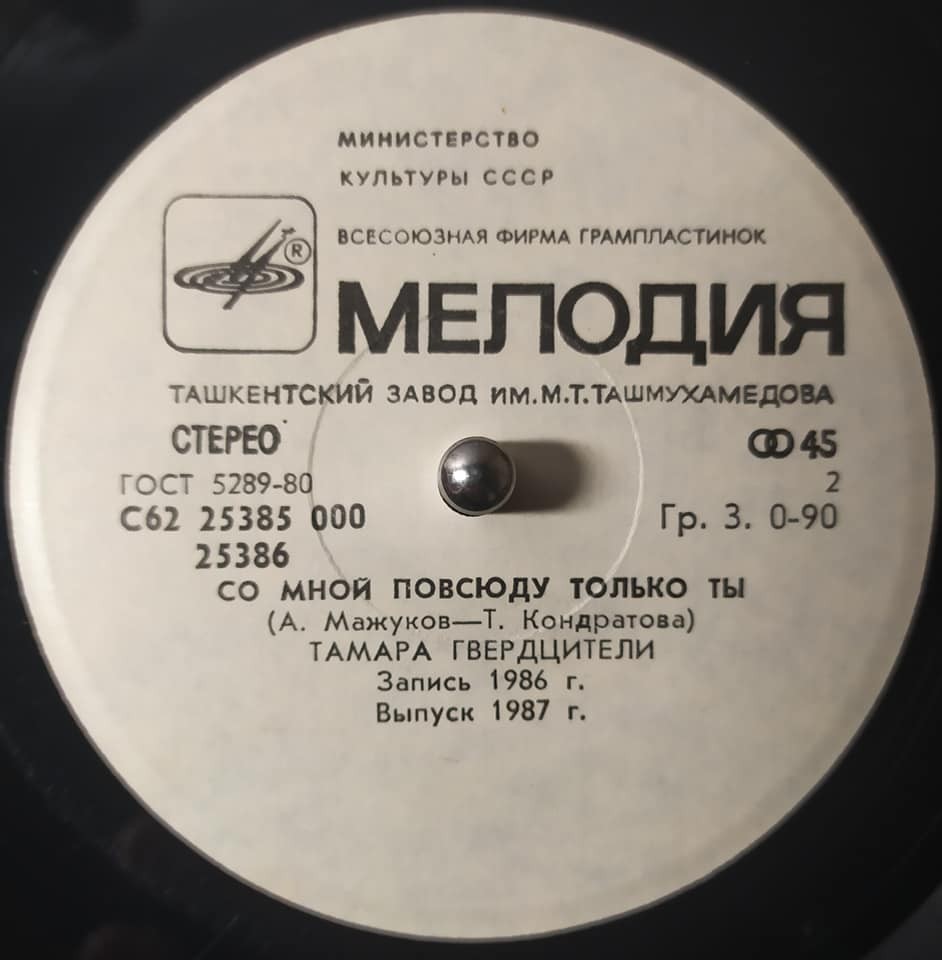 МИНИСТЕРСТВО
КУЛЬТУРЫ СССР
ВСЕСОЮЗНАЯ ФИРМА ГРАМПЛАСТИНОК
®
МЕЛОДИЯ
ТАШКЕНТСКИЙ ЗАВОД ИМ. М.Т.ТАШМУХАМЕДОВА
СТЕРЕО 45
ГОСТ 5289-80 2
С62 25385 000 Гр. 3. 0-90
25386
СО МНОЙ ПОВСЮДУ ТОЛЬКО ТЫ
(А. Мажуков—Т. Кондратова)
ТАМАРА ГВЕРДЦИТЕЛИ
Запись 1986 г.
Выпуск 1987 г.